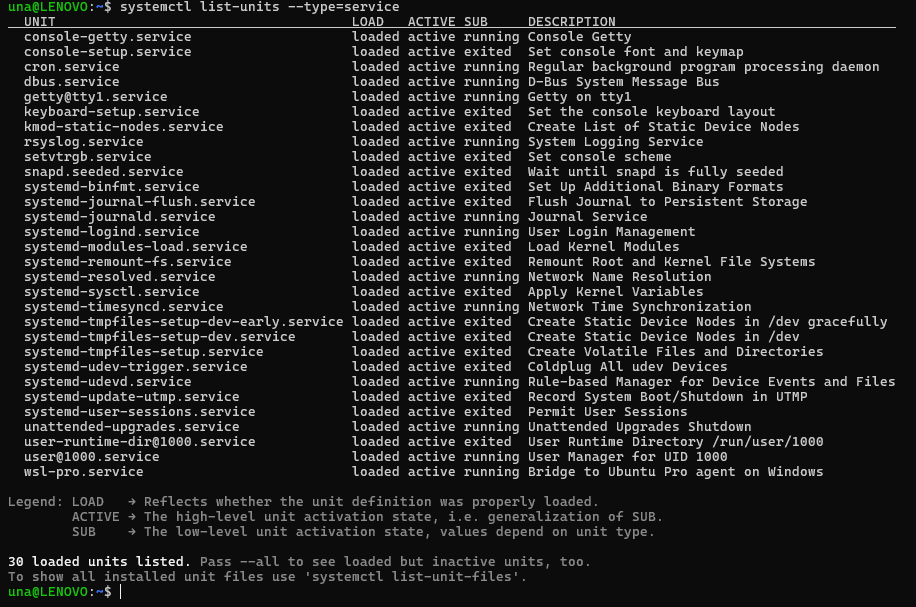 una@LENOVO:~$ systemctl list-units --type=service
  UNIT                                     LOAD   ACTIVE SUB     DESCRIPTION
  console-getty.service                    loaded active running Console Getty
  console-setup.service                    loaded active exited  Set console font and keymap
  cron.service                             loaded active running Regular background program processing daemon
  dbus.service                             loaded active running D-Bus System Message Bus
  getty@tty1.service                       loaded active running Getty on tty1
  keyboard-setup.service                   loaded active exited  Set the console keyboard layout
  kmod-static-nodes.service                loaded active exited  Create List of Static Device Nodes
  rsyslog.service                          loaded active running System Logging Service
  setvtrgb.service                         loaded active exited  Set console scheme
  snapd.seeded.service                     loaded active exited  Wait until snapd is fully seeded
  systemd-binfmt.service                   loaded active exited  Set Up Additional Binary Formats
  systemd-journal-flush.service            loaded active exited  Flush Journal to Persistent Storage
  systemd-journald.service                 loaded active running Journal Service
  systemd-logind.service                   loaded active running User Login Management
  systemd-modules-load.service             loaded active exited  Load Kernel Modules
  systemd-remount-fs.service               loaded active exited  Remount Root and Kernel File Systems
  systemd-resolved.service                 loaded active running Network Name Resolution
  systemd-sysctl.service                   loaded active exited  Apply Kernel Variables
  systemd-timesyncd.service                loaded active running Network Time Synchronization
  systemd-tmpfiles-setup-dev-early.service loaded active exited  Create Static Device Nodes in /dev gracefully
  systemd-tmpfiles-setup-dev.service       loaded active exited  Create Static Device Nodes in /dev
  systemd-tmpfiles-setup.service           loaded active exited  Create Volatile Files and Directories
  systemd-udev-trigger.service             loaded active exited  Coldplug All udev Devices
  systemd-udevd.service                    loaded active running Rule-based Manager for Device Events and Files
  systemd-update-utmp.service              loaded active exited  Record System Boot/Shutdown in UTMP
  systemd-user-sessions.service            loaded active exited  Permit User Sessions
  unattended-upgrades.service              loaded active running Unattended Upgrades Shutdown
  user-runtime-dir@1000.service            loaded active exited  User Runtime Directory /run/user/1000
  user@1000.service                        loaded active running User Manager for UID 1000
  wsl-pro.service                          loaded active running Bridge to Ubuntu Pro agent on Windows

Legend: LOAD   → Reflects whether the unit definition was properly loaded.
        ACTIVE → The high-level unit activation state, i.e. generalization of SUB.
        SUB    → The low-level unit activation state, values depend on unit type.

30 loaded units listed. Pass --all to see loaded but inactive units, too.
To show all installed unit files use 'systemctl list-unit-files'.
una@LENOVO:~$